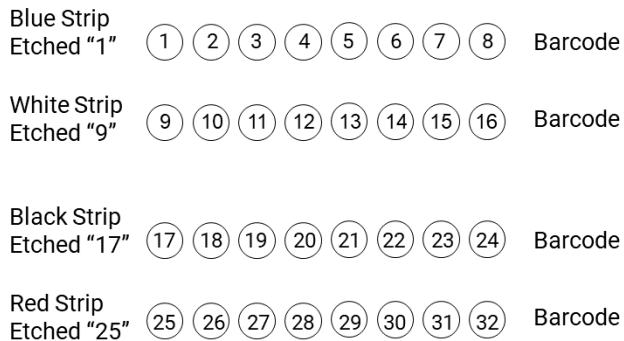 Blue Strip
Etched “1” 1 2 3 4 5 6 7 8 Barcode
White Strip
Etched “9” 9 10 11 12 13 14 15 16 Barcode
Black Strip
Etched “17” 17 18 19 20 21 22 23 24 Barcode
Red Strip
Etched “25” 25 26 27 28 29 30 31 32 Barcode